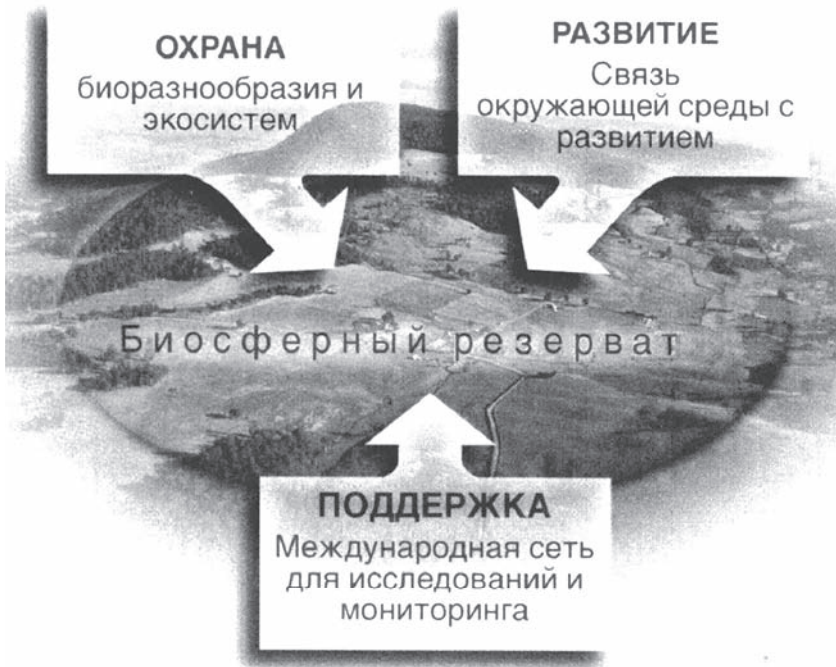 ОХРАНА
биоразнообразия и
экосистем
РАЗВИТИЕ
Связь
окружающей среды с
развитием
Биосферный резерват
ПОДДЕРЖКА
Международная сеть
для исследований и
мониторинга